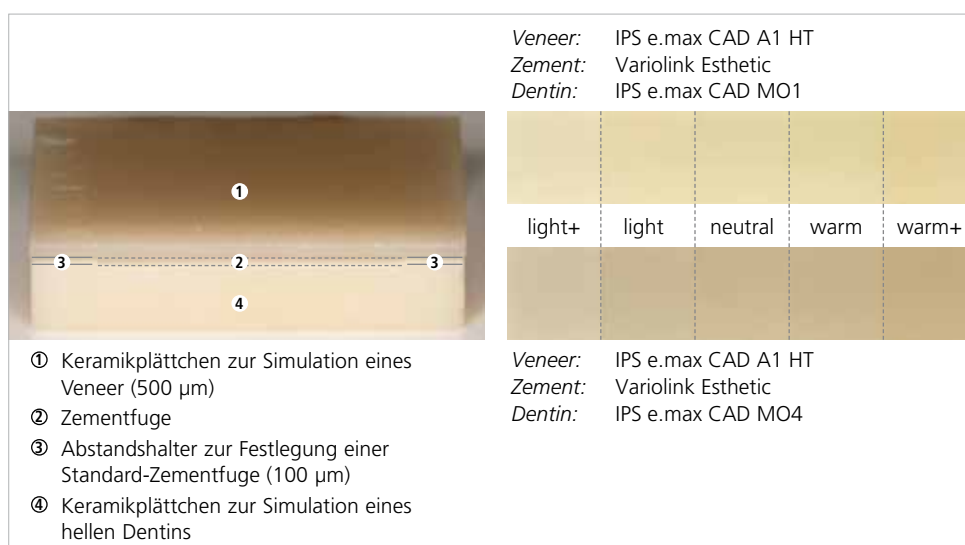 Veneer: IPS e.max CAD A1 HT
Zement: Variolink Esthetic
Dentin: IPS e.max CAD MO1
1
3 2 3
4
light+ light neutral warm warm+
① Keramikplättchen zur Simulation eines
Veneer (500 µm)
② Zementfuge
③ Abstandshalter zur Festlegung einer
Standard-Zementfuge (100 µm)
④ Keramikplättchen zur Simulation eines
hellen Dentins
Veneer: IPS e.max CAD A1 HT
Zement: Variolink Esthetic
Dentin: IPS e.max CAD MO4